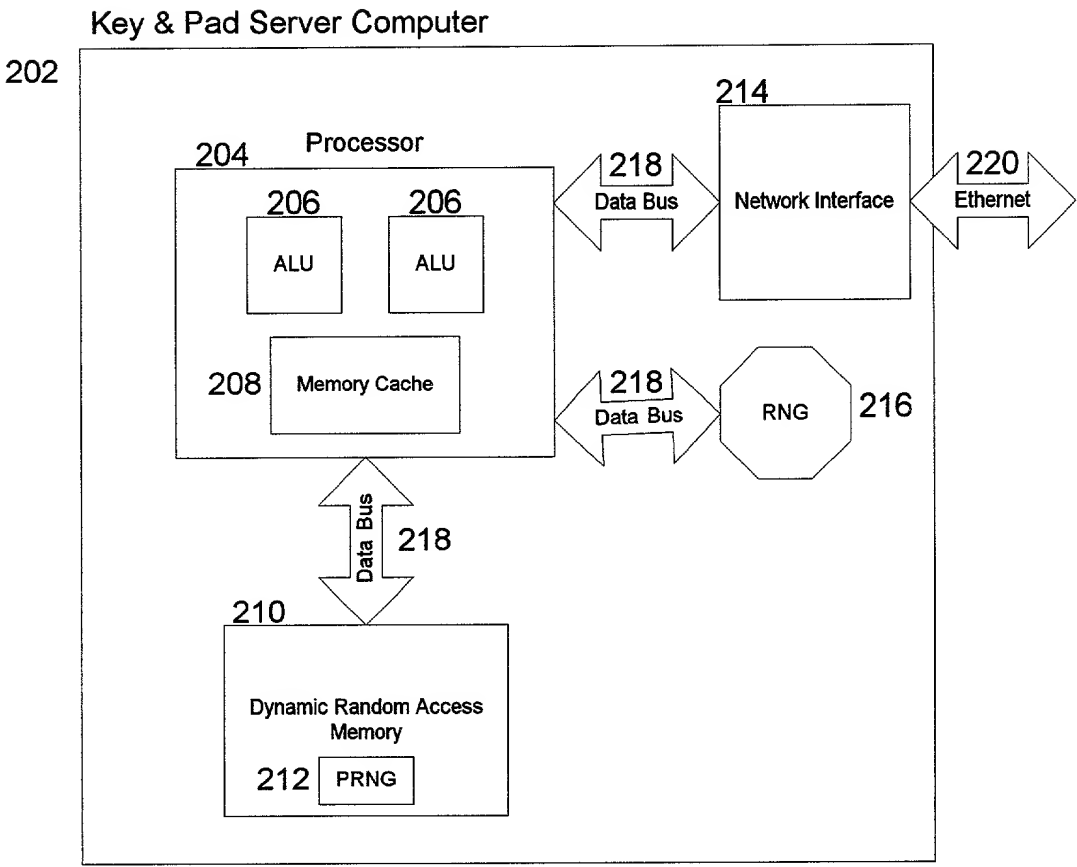 Key & Pad Server Computer
202
214
Processor
204
218
Data Bus
Network Interface
220
Ethernet
206
206
ALU
ALU
208
Memory Cache
218
Data Bus
RNG
216
Data Bus
218
210
Dynamic Random Access
Memory
212
PRNG